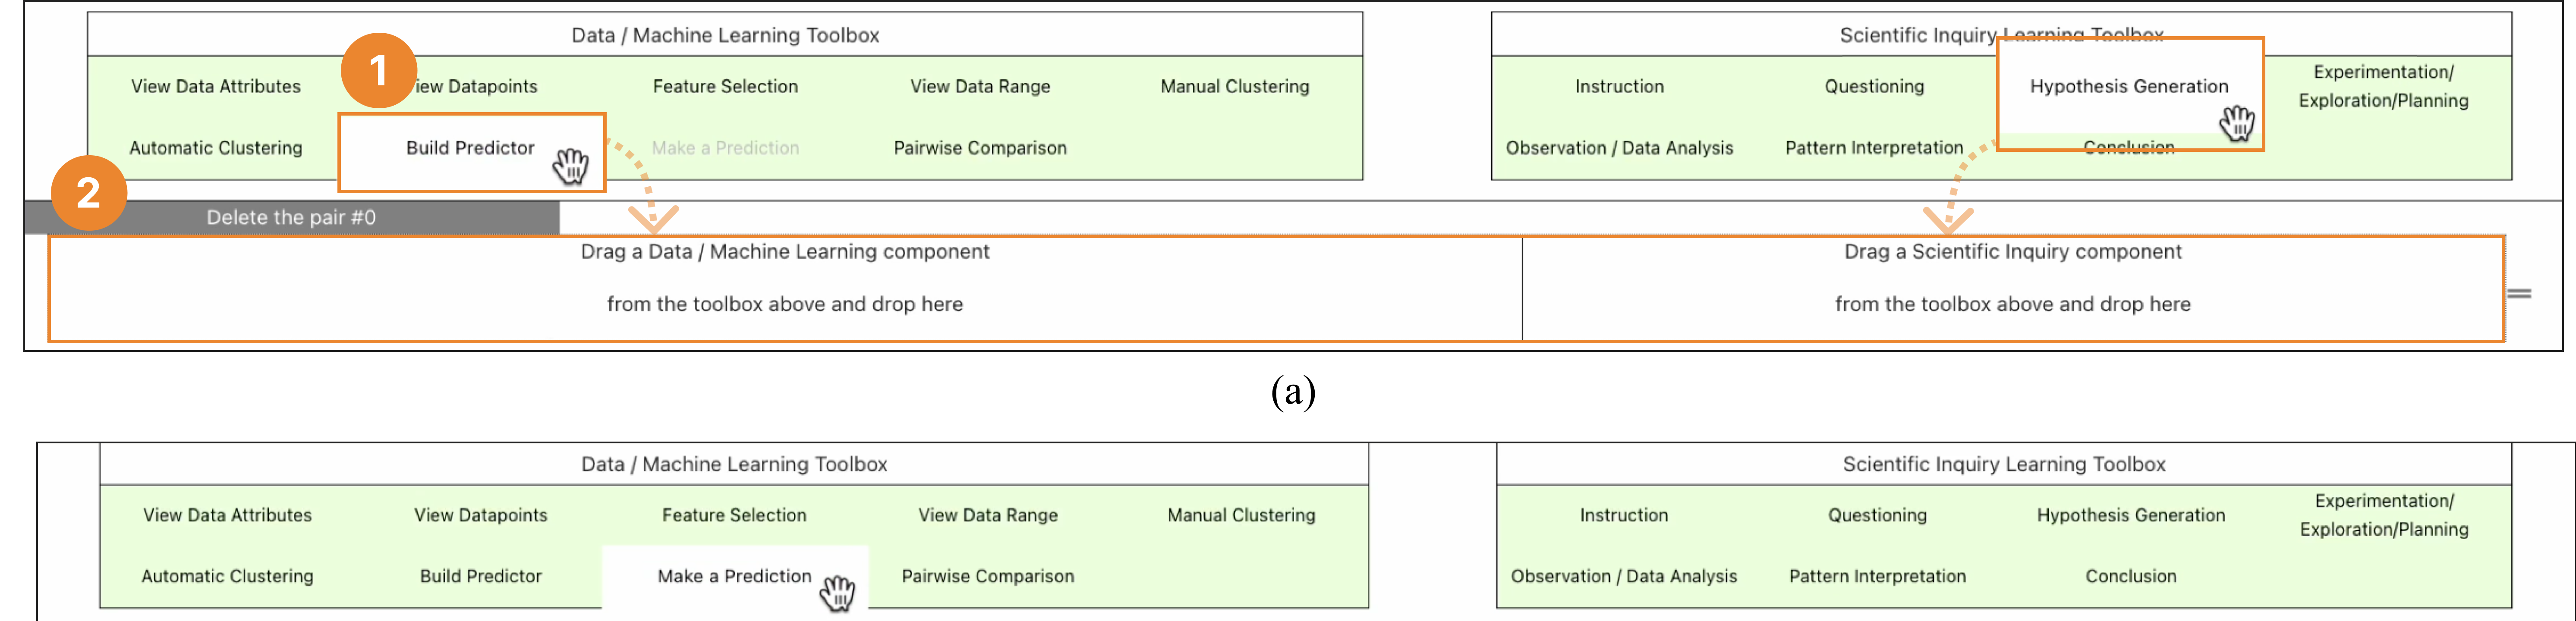 Data / Machine Learning Toolbox
Scientific Inquiry Learning Toolbox
1
View Data Attributes
iew Datapoints
Feature Selection
View Data Range
Manual Clustering
Instruction
Questioning
Hypothesis Generation
Experimentation/
Exploration/Planning
Automatic Clustering
Build Predictor
Make a Prediction
Pairwise Comparison
Observation / Data Analysis
Pattern Interpretation
Conclusion
2
Delete the pair #0
Drag a Data / Machine Learning component
from the toolbox above and drop here
Drag a Scientific Inquiry component
from the toolbox above and drop here
(a)
Data / Machine Learning Toolbox
Scientific Inquiry Learning Toolbox
View Data Attributes
View Datapoints
Feature Selection
View Data Range
Manual Clustering
Instruction
Questioning
Hypothesis Generation
Experimentation/
Exploration/Planning
Automatic Clustering
Build Predictor
Make a Prediction
Pairwise Comparison
Observation / Data Analysis
Pattern Interpretation
Conclusion